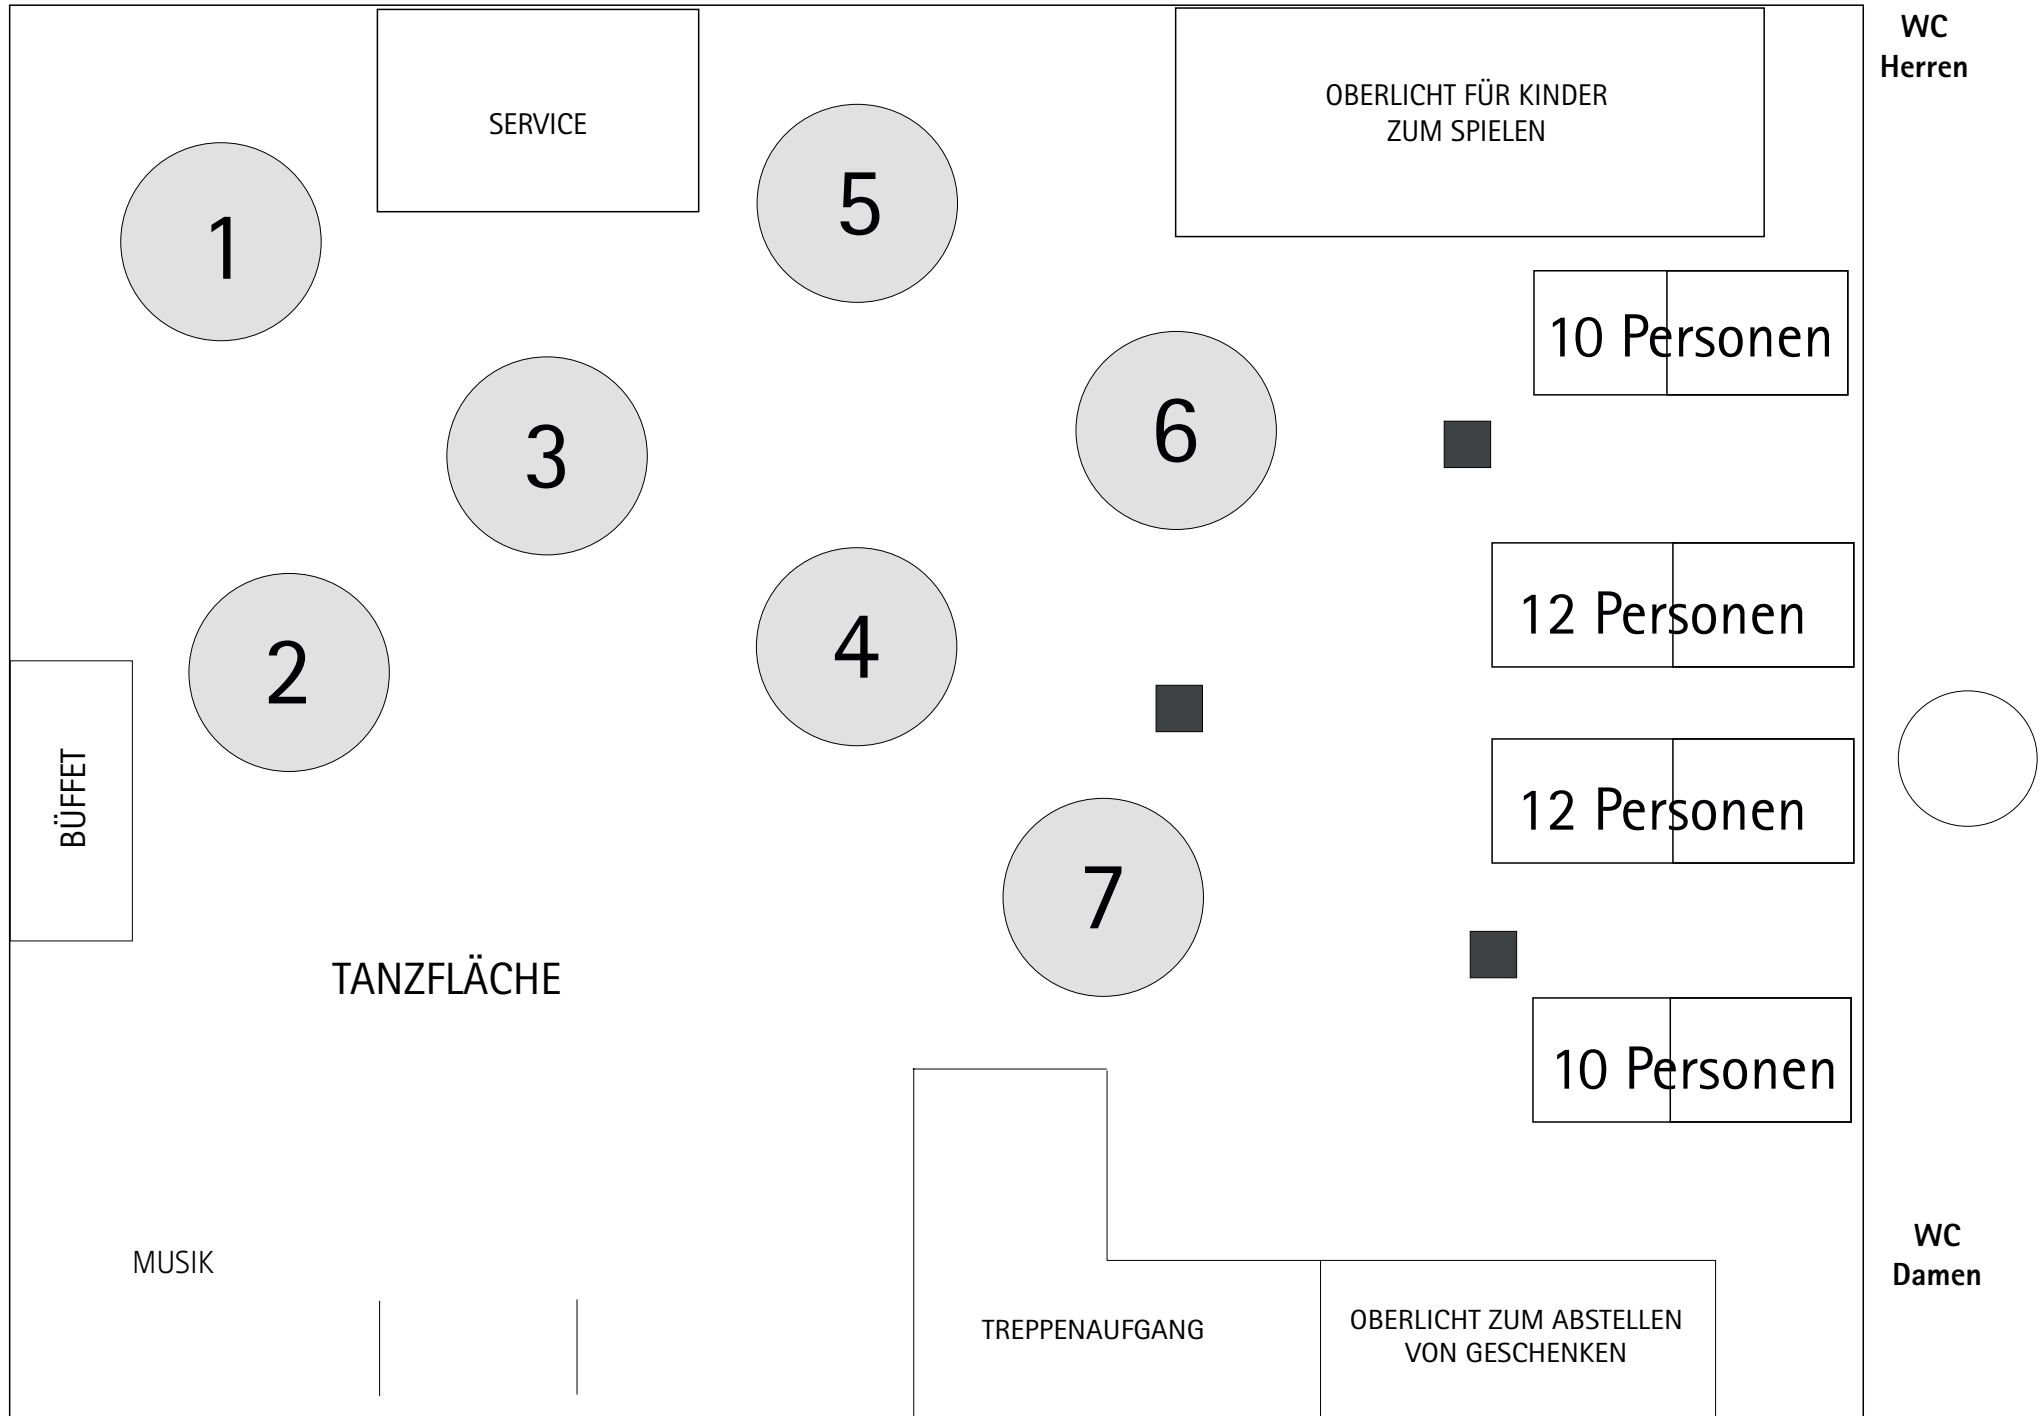 WC
Herren
SERVICE
OBERLICHT FÜR KINDER
ZUM SPIELEN
1
5
10 Personen
3
6
12 Personen
2
4
12 Personen
BÜFFET
7
TANZFLÄCHE
10 Personen
MUSIK
TREPPENAUFGANG
OBERLICHT ZUM ABSTELLEN
VON GESCHENKEN
WC
Damen